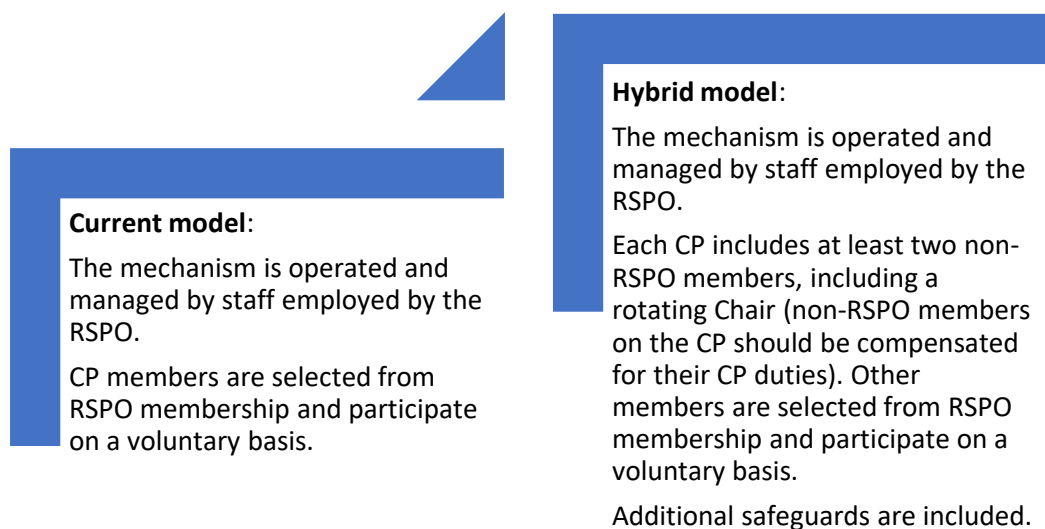 Current model:
The mechanism is operated and
managed by staff employed by the
RSPO.
CP members are selected from
RSPO membership and participate
on a voluntary basis.
Hybrid model:
The mechanism is operated and
managed by staff employed by the
RSPO.
Each CP includes at least two non-
RSPO members, including a
rotating Chair (non-RSPO members
on the CP should be compensated
for their CP duties). Other
members are selected from RSPO
membership and participate on a
voluntary basis.
Additional safeguards are included.